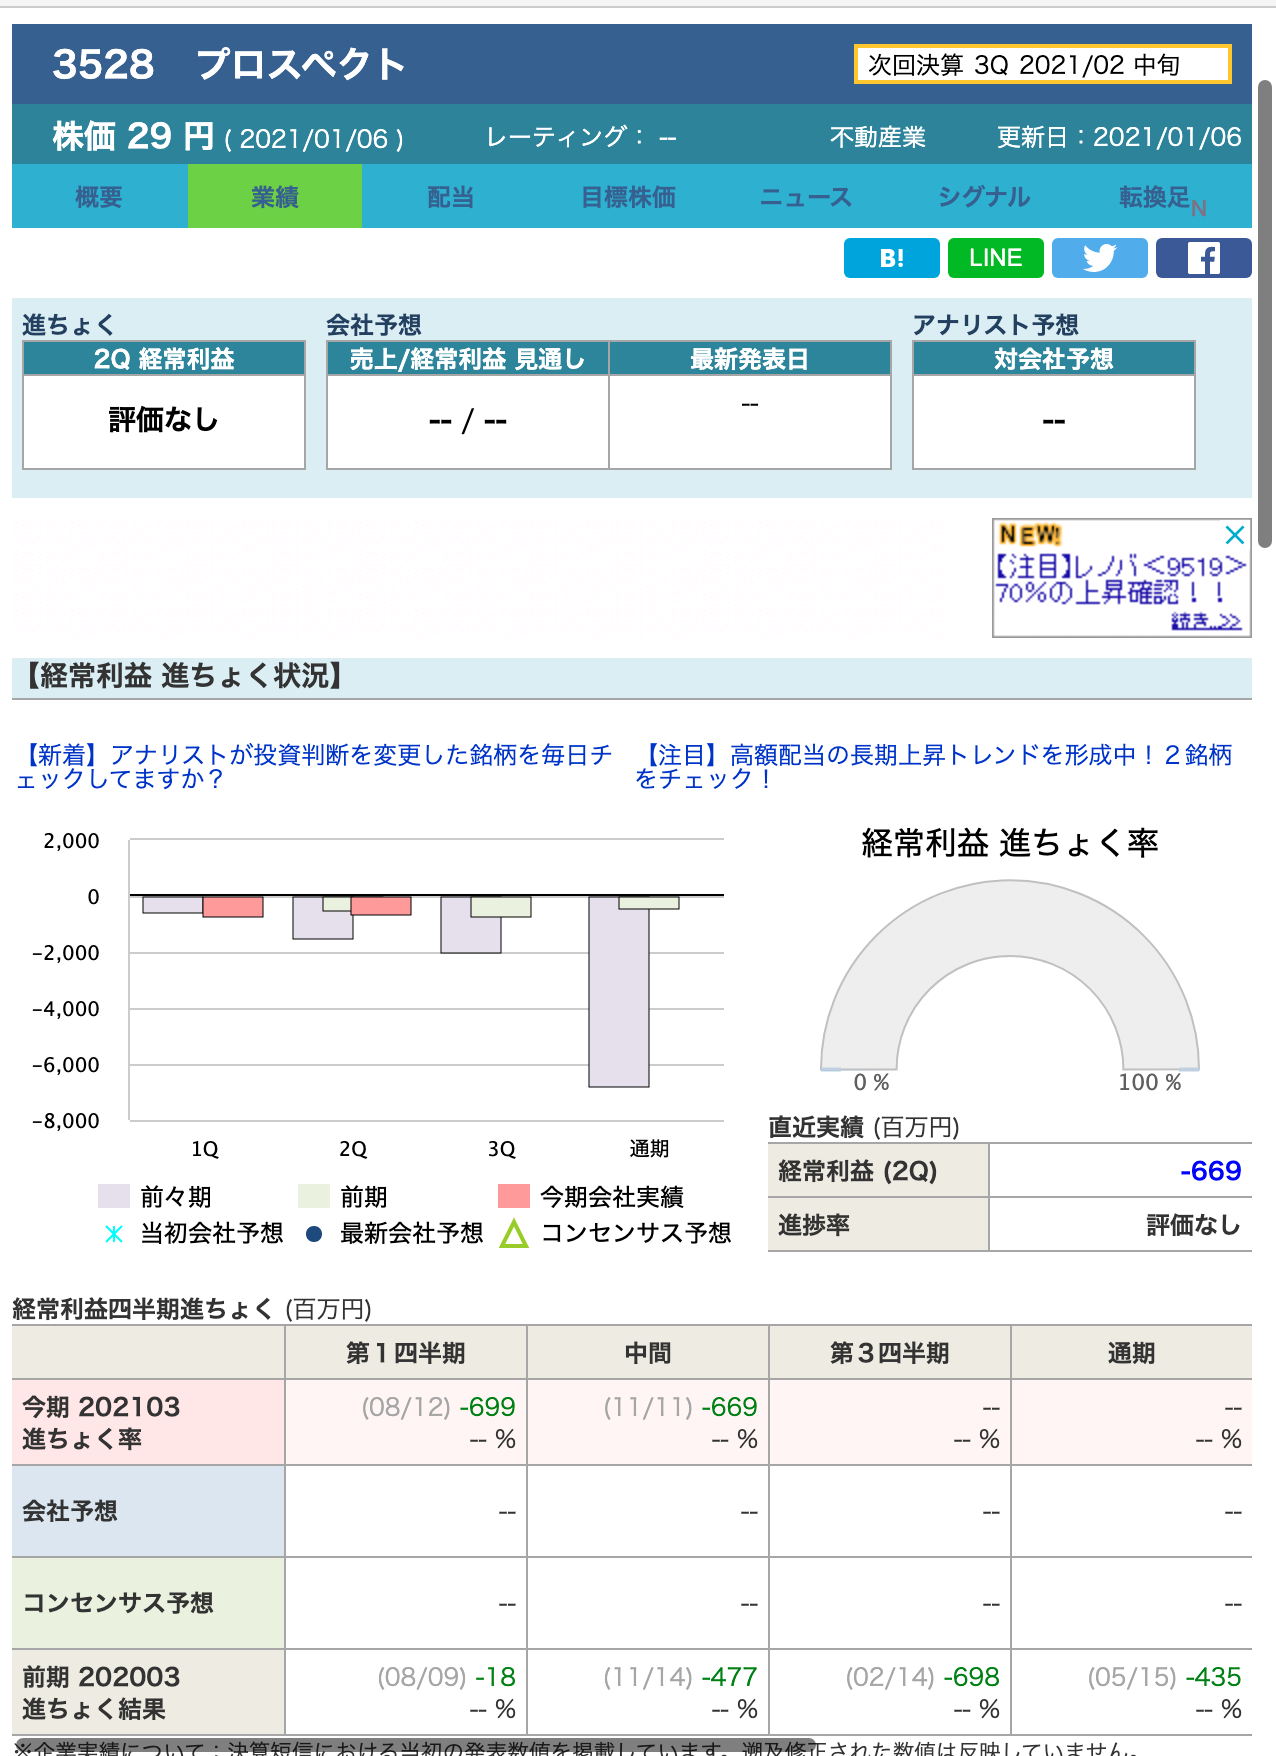 3528　プロスペクト
次回決算 3Q 2021/02 中旬
株価 29 円 ( 2021/01/06 )　レーティング： --　不動産業　更新日：2021/01/06
概要　業績　配当　目標株価　ニュース　シグナル　転換足N
B!　LINE
進ちょく　会社予想　アナリスト予想
2Q 経常利益　売上/経常利益 見通し　最新発表日　対会社予想
評価なし　-- / --　--　--
NEW!
【注目】レノバ<9519>
70%の上昇確認！！
続き..>>
【経常利益 進ちょく状況】
【新着】アナリストが投資判断を変更した銘柄を毎日チ
ェックしてますか？
【注目】高額配当の長期上昇トレンドを形成中！２銘柄
をチェック！
2,000
0
-2,000
-4,000
-6,000
-8,000
1Q　2Q　3Q　通期
前々期　前期　今期会社実績
当初会社予想　最新会社予想　コンセンサス予想
経常利益 進ちょく率
0 %　100 %
直近実績 (百万円)
経常利益 (2Q)　-669
進捗率　評価なし
経常利益四半期進ちょく (百万円)
第１四半期　中間　第３四半期　通期
今期 202103　(08/12) -699　(11/11) -669　--　--
進ちょく率　-- %　-- %　-- %　-- %
会社予想　--　--　--　--
コンセンサス予想　--　--　--　--
前期 202003　(08/09) -18　(11/14) -477　(02/14) -698　(05/15) -435
進ちょく結果　-- %　-- %　-- %　-- %
※企業実績について：決算短信における当初の発表数値を掲載しています。遡及修正された数値は反映していません。